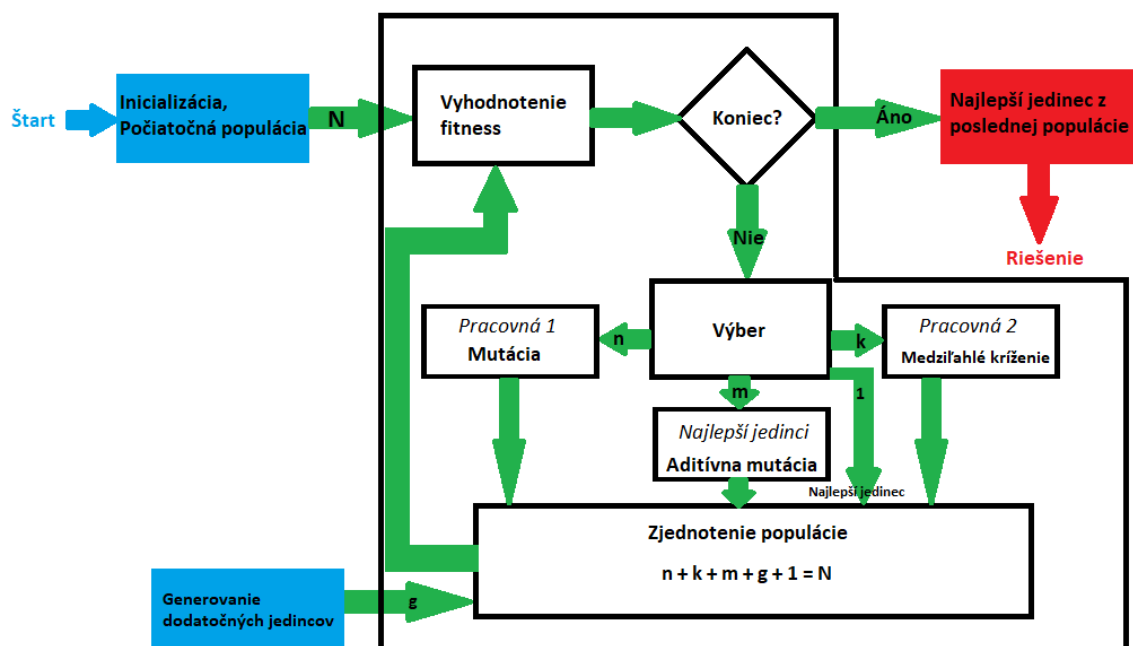 Štart
Inicializácia,
Počiatočná populácia
N
Vyhodnotenie
fitness
Koniec?
Áno
Najlepší jedinec z
poslednej populácie
Nie
Riešenie
Pracovná 1
Mutácia
n
Výber
k
Pracovná 2
Medziľahlé kríženie
m
1
Najlepší jedinci
Aditívna mutácia
Najlepší jedinec
Zjednotenie populácie
n + k + m + g + 1 = N
Generovanie
dodatočných jedincov
g